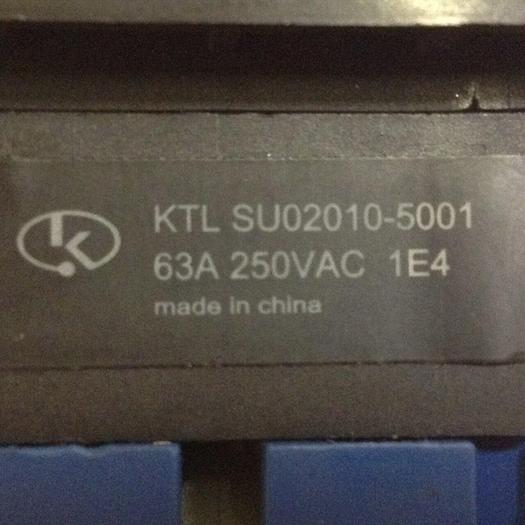 KTL SU02010-5001
63A 250VAC 1E4
made in china